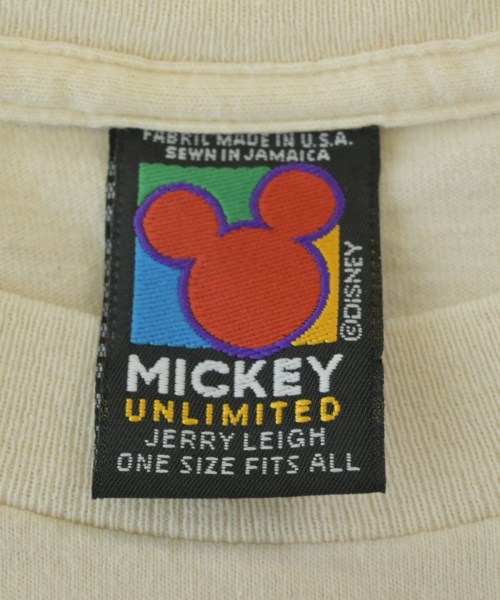 FABRIC MADE IN U.S.A.
SEWN IN JAMAICA
©DISNEY
MICKEY
UNLIMITED
JERRY LEIGH
ONE SIZE FITS ALL